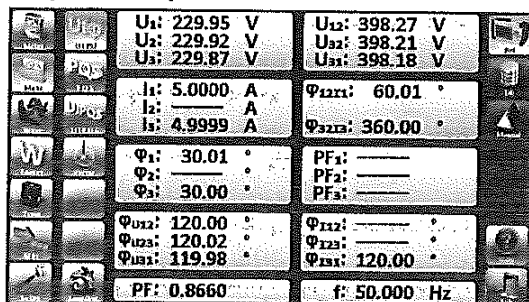 U₁: 229.95 V
U₂: 229.92 V
U₃: 229.87 V
U₁₂: 398.27 V
U₃₂: 398.21 V
U₃₁: 398.18 V
I₁: 5.0000 A
I₂: —— A
I₃: 4.9999 A
φ₁₂I₁: 60.01 °
φ₃₂I₃: 360.00 °
φ₁: 30.01 °
φ₂: —— °
φ₃: 30.00 °
PF₁: ——
PF₂: ——
PF₃: ——
φU₁₂: 120.00 °
φU₂₃: 120.02 °
φU₃₁: 119.98 °
φI₁₂: —— °
φI₂₃: —— °
φI₃₁: 120.00 °
PF: 0.8660
f: 50.000 Hz